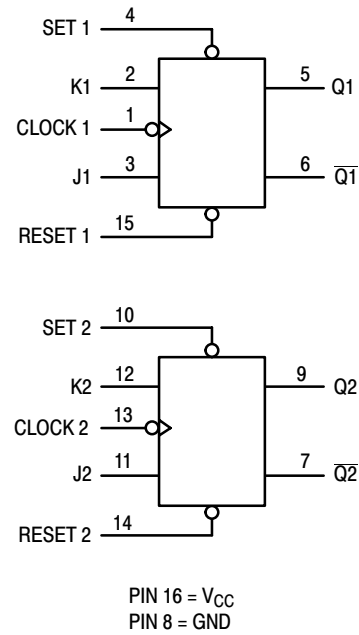 SET 1 4
K1 2 5 Q1
CLOCK 1 1
J1 3 6 Q̅1̅
RESET 1 15
SET 2 10
K2 12 9 Q2
CLOCK 2 13
J2 11 7 Q̅2̅
RESET 2 14
PIN 16 = VCC
PIN 8 = GND